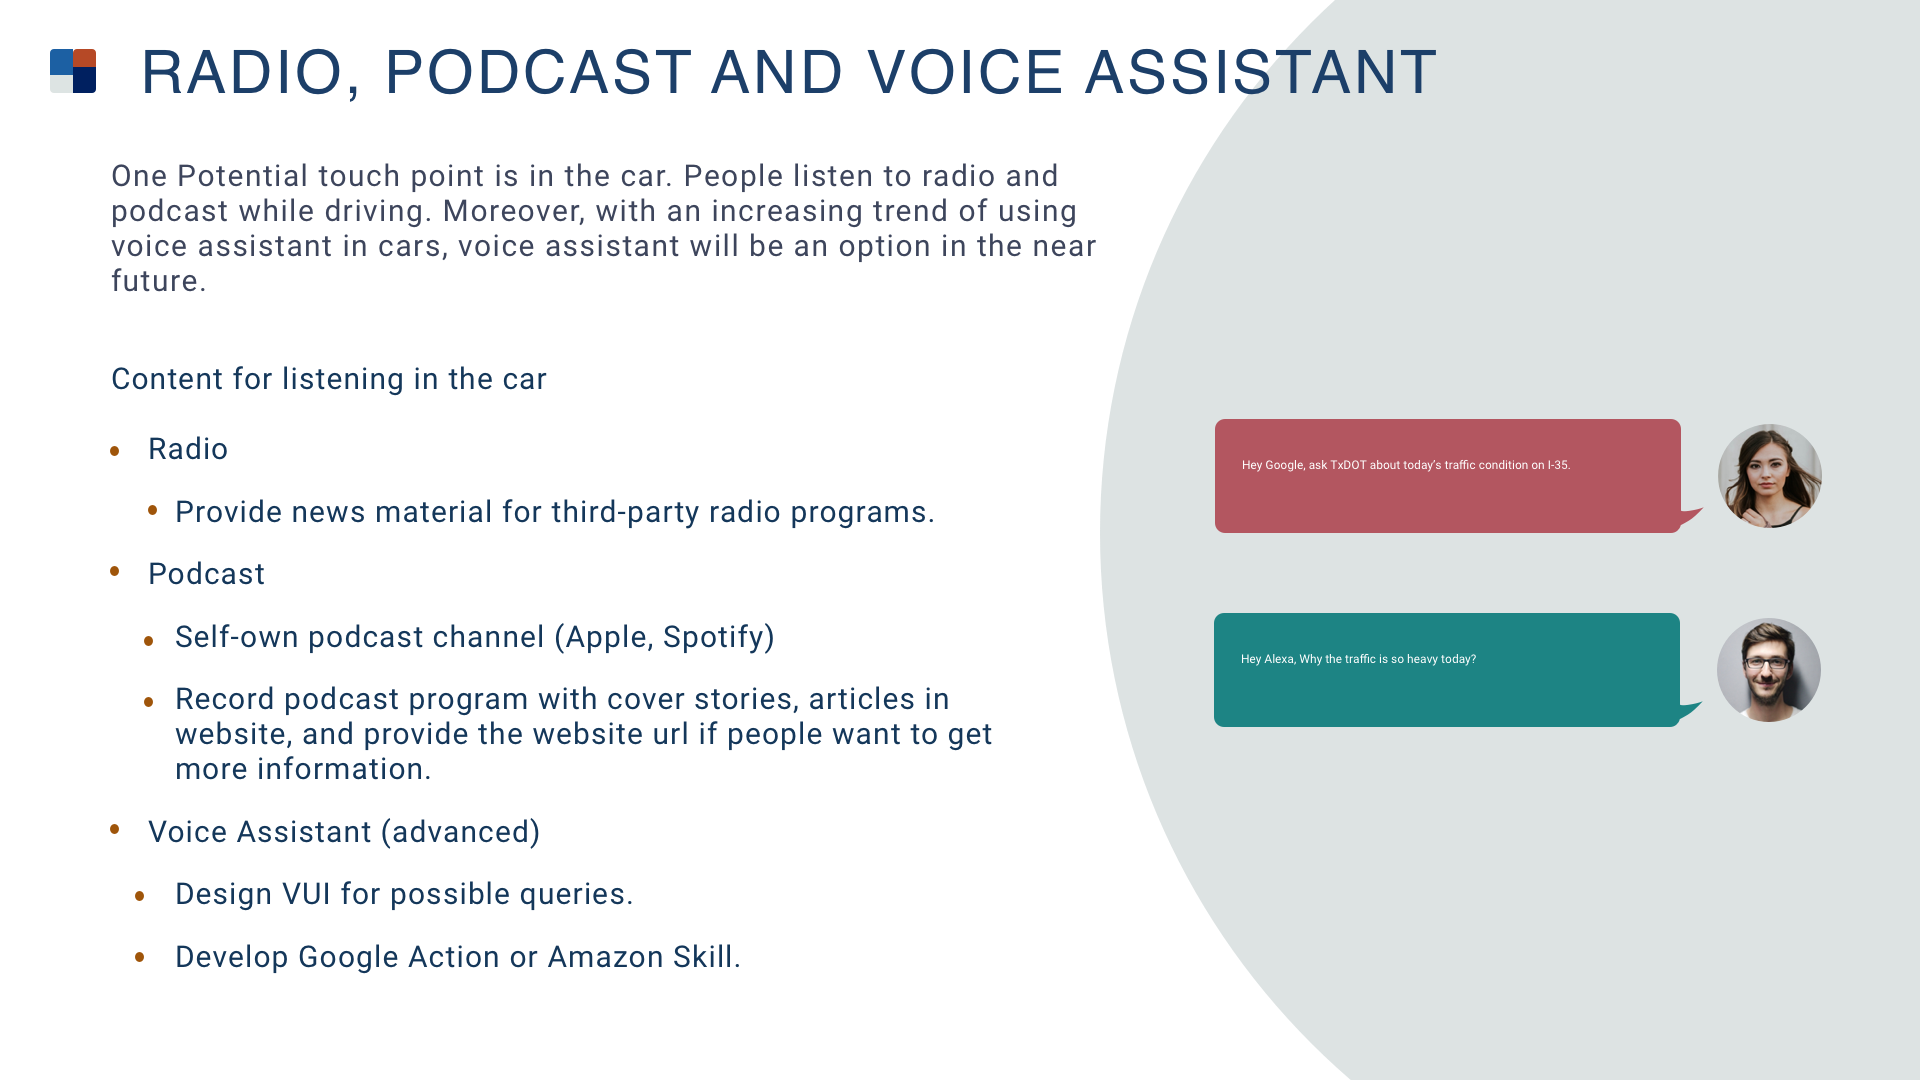 RADIO, PODCAST AND VOICE ASSISTANT
One Potential touch point is in the car. People listen to radio and
podcast while driving. Moreover, with an increasing trend of using
voice assistant in cars, voice assistant will be an option in the near
future.
Content for listening in the car
Radio
Provide news material for third-party radio programs.
Podcast
Self-own podcast channel (Apple, Spotify)
Record podcast program with cover stories, articles in
website, and provide the website url if people want to get
more information.
Voice Assistant (advanced)
Design VUI for possible queries.
Develop Google Action or Amazon Skill.
Hey Google, ask TxDOT about today’s traffic condition on I-35.
Hey Alexa, Why the traffic is so heavy today?